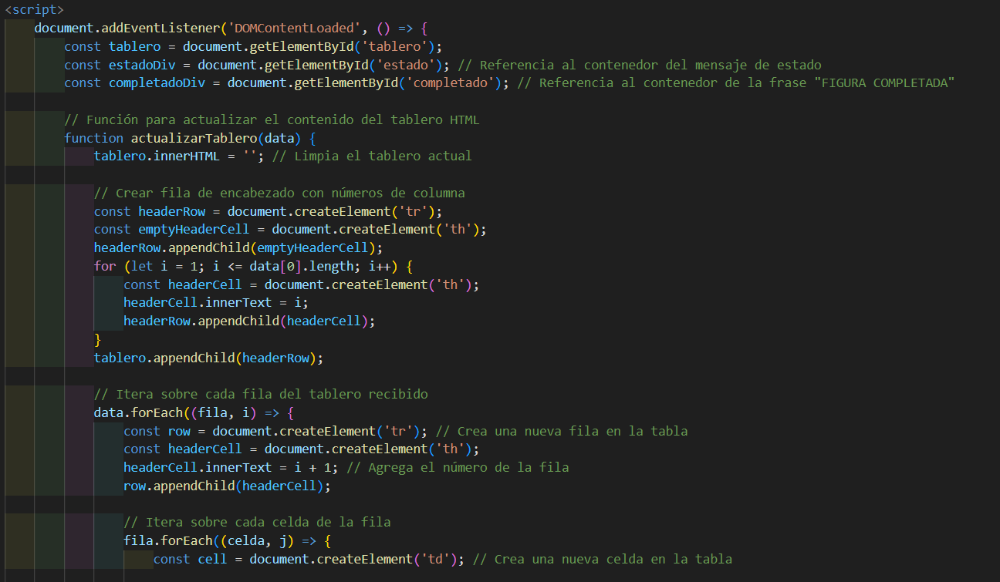 <script>
document.addEventListener('DOMContentLoaded', () => {
const tablero = document.getElementById('tablero');
const estadoDiv = document.getElementById('estado'); // Referencia al contenedor del mensaje de estado
const completadoDiv = document.getElementById('completado'); // Referencia al contenedor de la frase "FIGURA COMPLETADA"
// Función para actualizar el contenido del tablero HTML
function actualizarTablero(data) {
tablero.innerHTML = ''; // Limpia el tablero actual
// Crear fila de encabezado con números de columna
const headerRow = document.createElement('tr');
const emptyHeaderCell = document.createElement('th');
headerRow.appendChild(emptyHeaderCell);
for (let i = 1; i <= data[0].length; i++) {
const headerCell = document.createElement('th');
headerCell.innerText = i;
headerRow.appendChild(headerCell);
}
tablero.appendChild(headerRow);
// Itera sobre cada fila del tablero recibido
data.forEach((fila, i) => {
const row = document.createElement('tr'); // Crea una nueva fila en la tabla
const headerCell = document.createElement('th');
headerCell.innerText = i + 1; // Agrega el número de la fila
row.appendChild(headerCell);
// Itera sobre cada celda de la fila
fila.forEach((celda, j) => {
const cell = document.createElement('td'); // Crea una nueva celda en la tabla